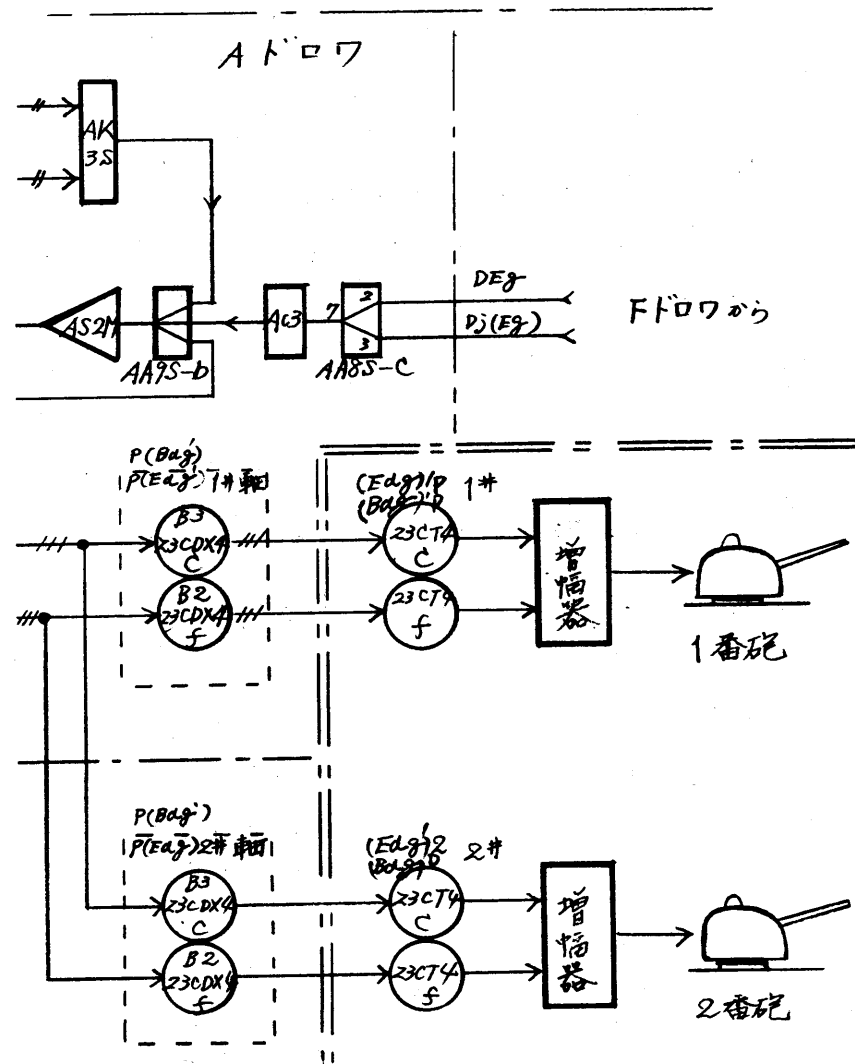 Aドロワ
AK
3S
DEg
Dj(Eg)
Fドロワから
2
3
7
AS2M
Ac3
AA9S-b
AA8S-C
P(Bdg')
P(Edg') 1# 軸
(Edg)'P
(Bdg)'P
1#
B3
23CDX4
C
B2
23CDX4
f
23CT4
C
23CT4
f
増幅器
1番砲
P(Bdg')
P(Edg') 2# 軸
(Edg)'2
(Bdg)'P
2#
B3
23CDX4
C
B2
23CDX4
f
23CT4
C
23CT4
f
増幅器
2番砲